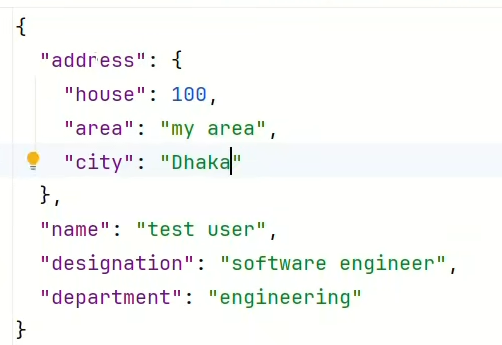 {
  "address": {
    "house": 100,
    "area": "my area",
    "city": "Dhaka"
  },
  "name": "test user",
  "designation": "software engineer",
  "department": "engineering"
}